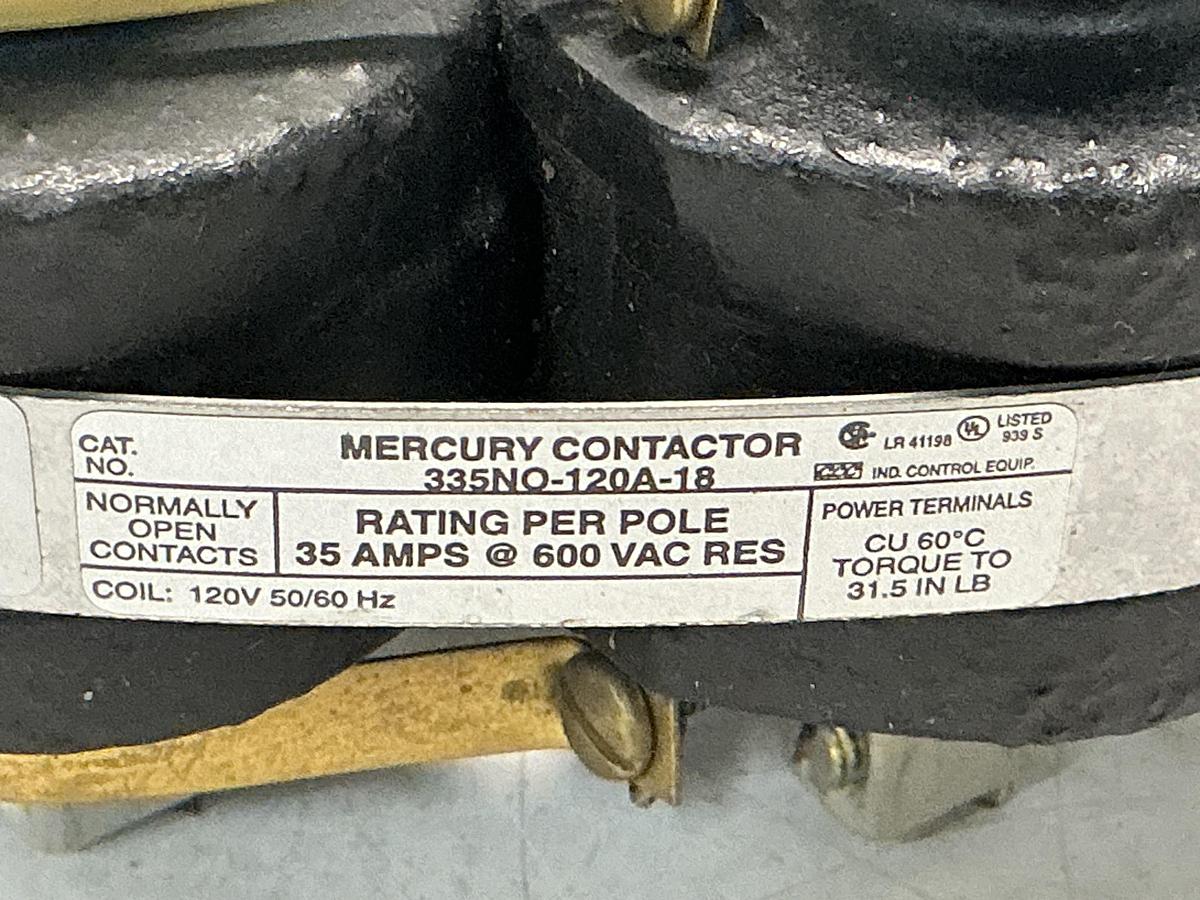 CAT.
NO.
MERCURY CONTACTOR
335NO-120A-18
LR 41198
UL
LISTED
939 S
IND. CONTROL EQUIP.
NORMALLY
OPEN
CONTACTS
RATING PER POLE
35 AMPS @ 600 VAC RES
COIL: 120V 50/60 Hz
POWER TERMINALS
CU 60°C
TORQUE TO
31.5 IN LB